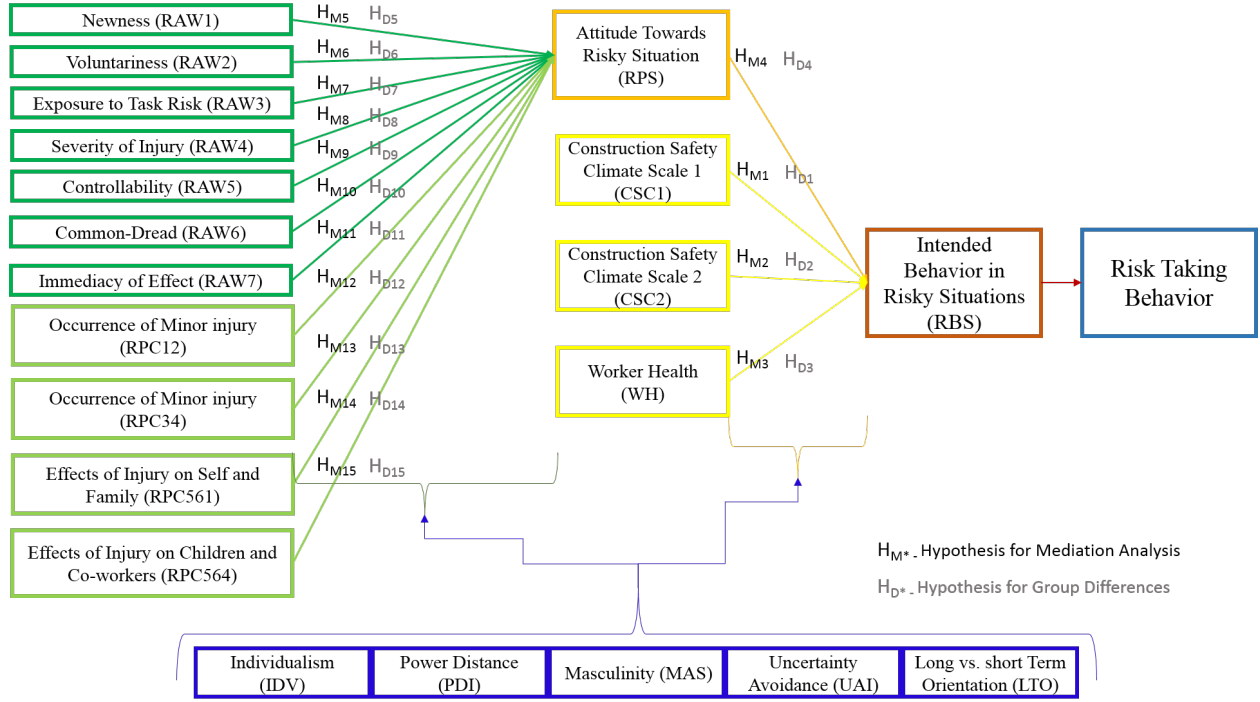 Newness (RAW1)
Voluntariness (RAW2)
Exposure to Task Risk (RAW3)
Severity of Injury (RAW4)
Controllability (RAW5)
Common-Dread (RAW6)
Immediacy of Effect (RAW7)
Occurrence of Minor injury
(RPC12)
Occurrence of Minor injury
(RPC34)
Effects of Injury on Self and
Family (RPC561)
Effects of Injury on Children and
Co-workers (RPC564)
HM5 HD5
HM6 HD6
HM7 HD7
HM8 HD8
HM9 HD9
HM10 HD10
HM11 HD11
HM12 HD12
HM13 HD13
HM14 HD14
HM15 HD15
Attitude Towards
Risky Situation
(RPS)
Construction Safety
Climate Scale 1
(CSC1)
Construction Safety
Climate Scale 2
(CSC2)
Worker Health
(WH)
HM4 HD4
HM1 HD1
HM2 HD2
HM3 HD3
Intended
Behavior in
Risky Situations
(RBS)
Risk Taking
Behavior
HM* - Hypothesis for Mediation Analysis
HD* - Hypothesis for Group Differences
Individualism
(IDV)
Power Distance
(PDI)
Masculinity (MAS)
Uncertainty
Avoidance (UAI)
Long vs. short Term
Orientation (LTO)